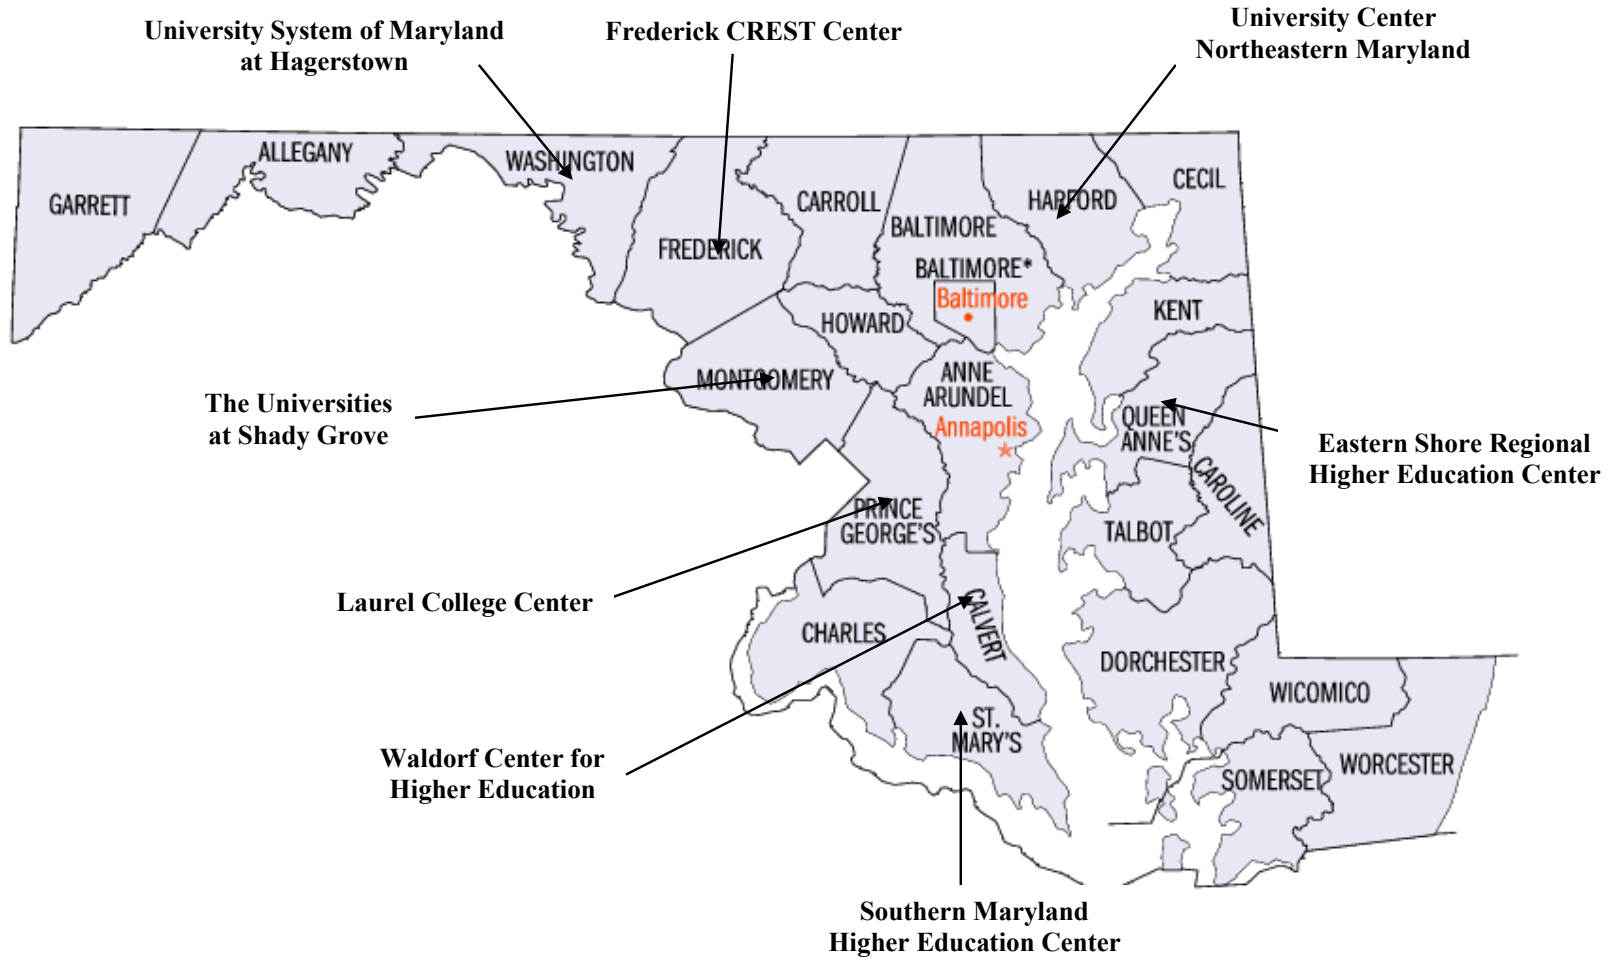 University System of Maryland
at Hagerstown
Frederick CREST Center
University Center
Northeastern Maryland
GARRETT
ALLEGANY
WASHINGTON
FREDERICK
CARROLL
BALTIMORE
BALTIMORE*
Baltimore
HARFORD
CECIL
KENT
HOWARD
MONTGOMERY
ANNE
ARUNDEL
Annapolis
QUEEN
ANNE'S
CAROLINE
TALBOT
PRINCE
GEORGE'S
CALVERT
CHARLES
ST.
MARY'S
DORCHESTER
WICOMICO
SOMERSET
WORCESTER
The Universities
at Shady Grove
Eastern Shore Regional
Higher Education Center
Laurel College Center
Waldorf Center for
Higher Education
Southern Maryland
Higher Education Center